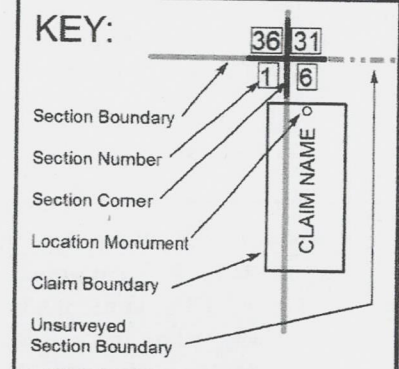 KEY:
36 31
1 6
Section Boundary
Section Number
Section Corner
Location Monument
Claim Boundary
Unsurveyed
Section Boundary
CLAIM NAME